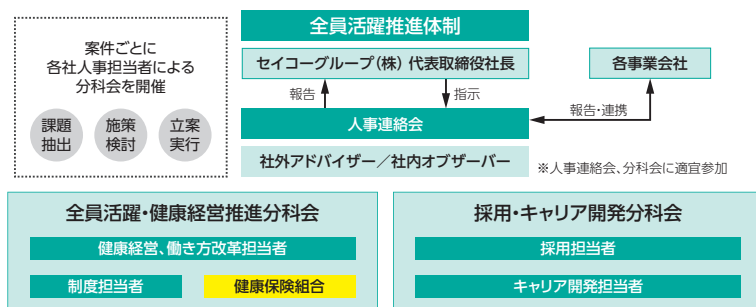 全員活躍推進体制
案件ごとに
各社人事担当者による
分科会を開催
課題
抽出
施策
検討
立案
実行
セイコーグループ（株） 代表取締役社長
各事業会社
報告
指示
報告・連携
人事連絡会
社外アドバイザー／社内オブザーバー
※人事連絡会、分科会に適宜参加
全員活躍・健康経営推進分科会
健康経営、働き方改革担当者
制度担当者
健康保険組合
採用・キャリア開発分科会
採用担当者
キャリア開発担当者